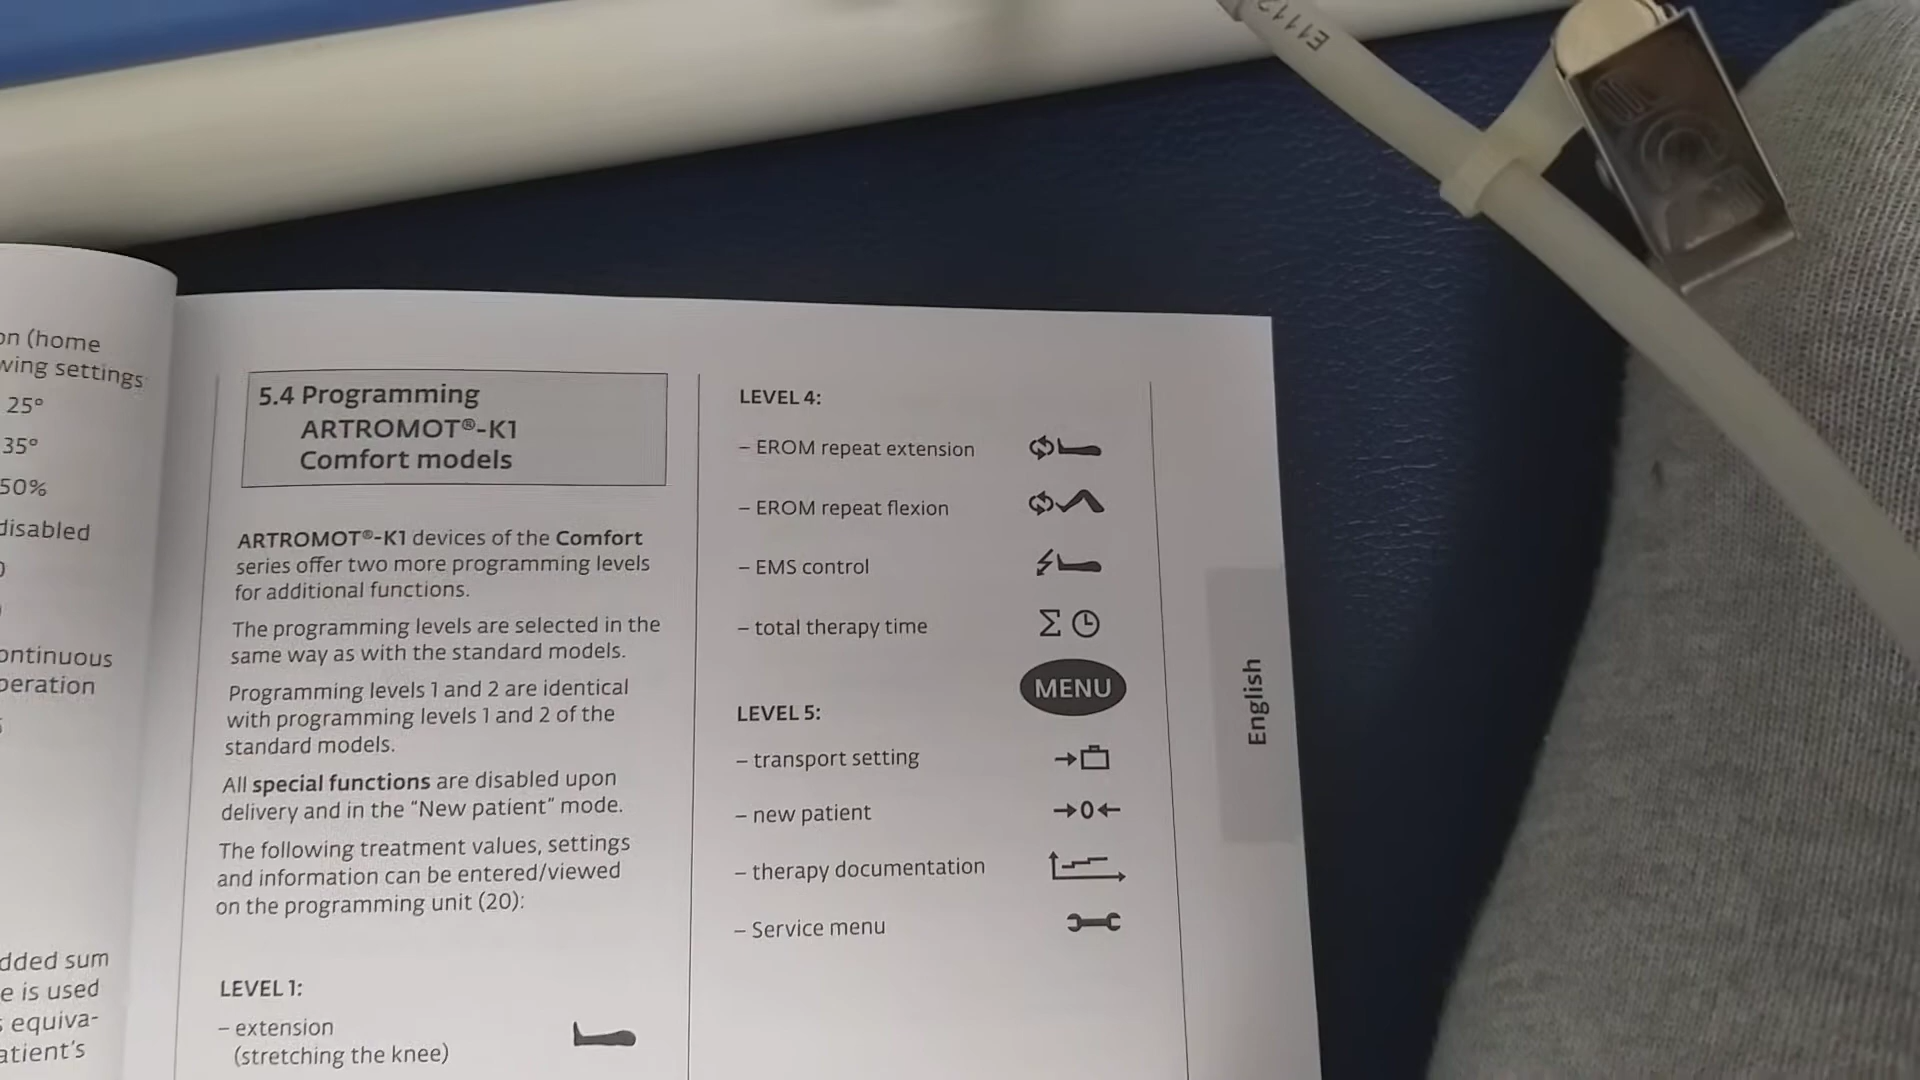 E1112
on (home
wing settings
25°
35°
50%
disabled
ontinuous
peration
dded sum
e is used
s equiva-
atient's
5.4 Programming
ARTROMOT®-K1
Comfort models
ARTROMOT®-K1 devices of the Comfort
series offer two more programming levels
for additional functions.
The programming levels are selected in the
same way as with the standard models.
Programming levels 1 and 2 are identical
with programming levels 1 and 2 of the
standard models.
All special functions are disabled upon
delivery and in the “New patient” mode.
The following treatment values, settings
and information can be entered/viewed
on the programming unit (20):
LEVEL 1:
– extension
(stretching the knee)
LEVEL 4:
– EROM repeat extension
– EROM repeat flexion
– EMS control
– total therapy time Σ
MENU
LEVEL 5:
– transport setting
– new patient →0←
– therapy documentation
– Service menu
English